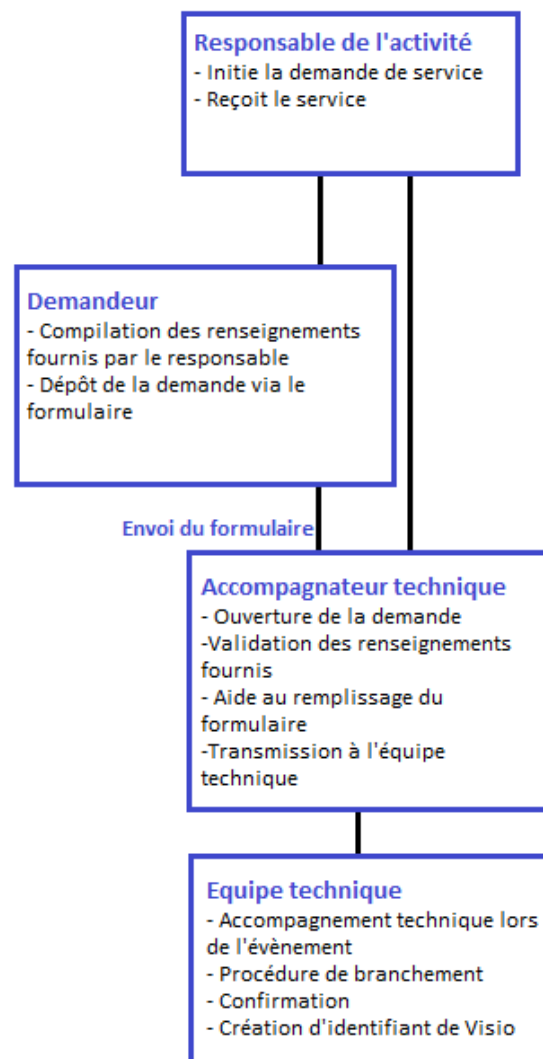 Responsable de l'activité
- Initie la demande de service
- Reçoit le service
Demandeur
- Compilation des renseignements
fournis par le responsable
- Dépôt de la demande via le
formulaire
Envoi du formulaire
Accompagnateur technique
- Ouverture de la demande
-Validation des renseignements
fournis
- Aide au remplissage du
formulaire
-Transmission à l'équipe
technique
Equipe technique
- Accompagnement technique lors
de l'évènement
- Procédure de branchement
- Confirmation
- Création d'identifiant de Visio